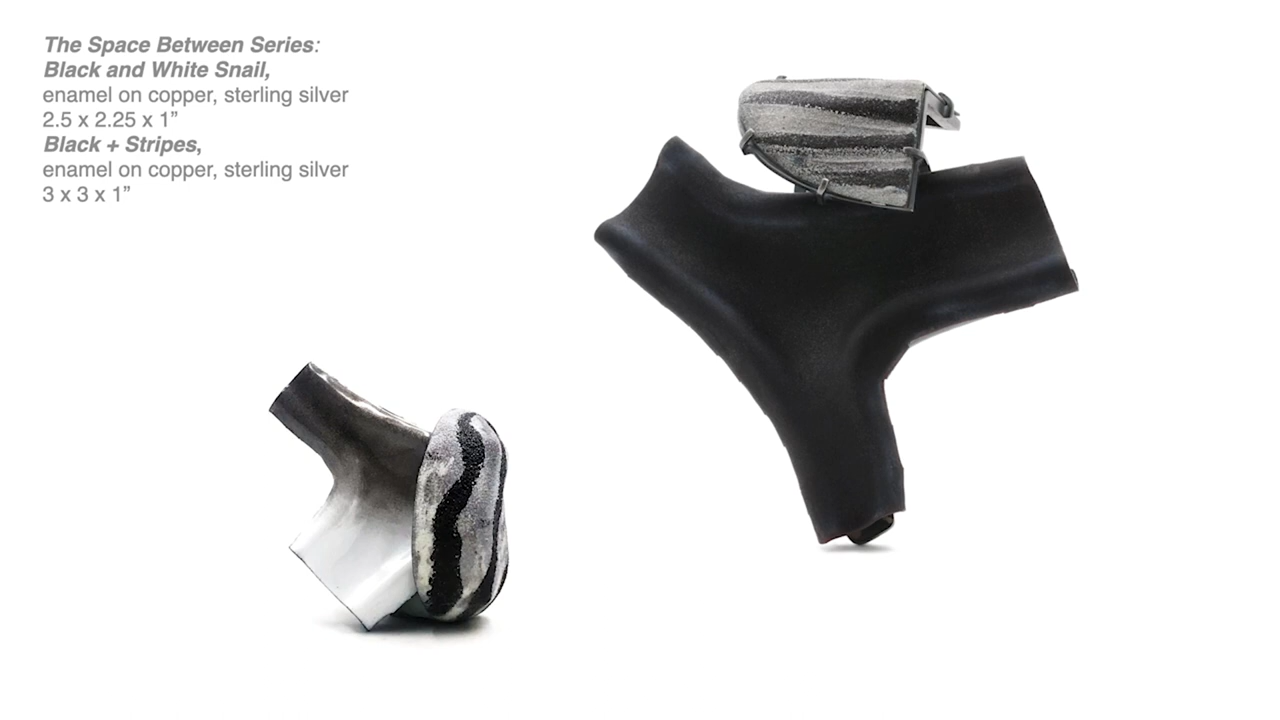 The Space Between Series:
Black and White Snail,
enamel on copper, sterling silver
2.5 x 2.25 x 1”
Black + Stripes,
enamel on copper, sterling silver
3 x 3 x 1”